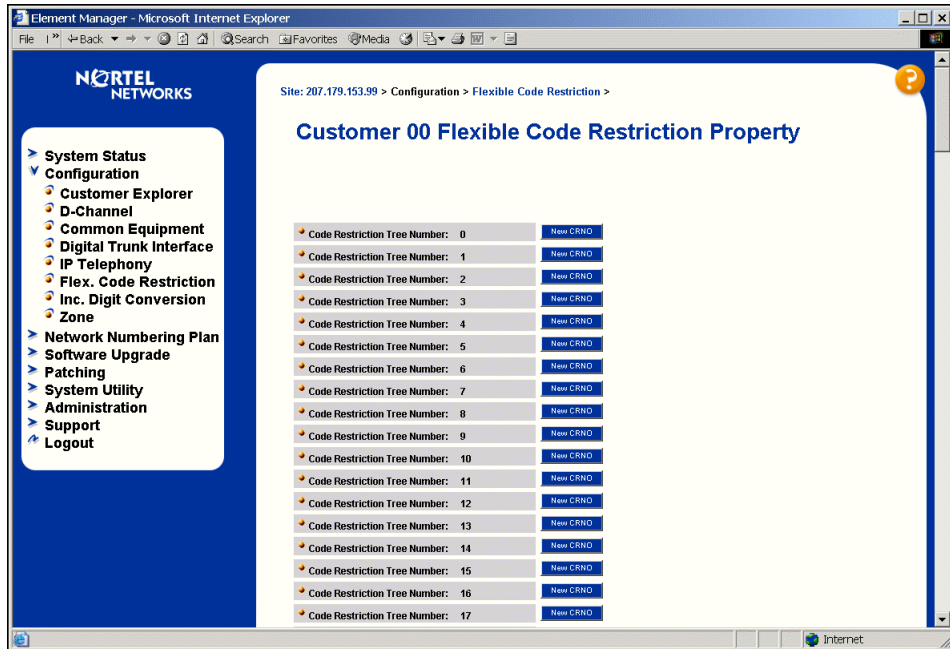 Element Manager - Microsoft Internet Explorer
File Back Search Favorites Media
NORTEL
NETWORKS
Site: 207.179.153.99 > Configuration > Flexible Code Restriction >
Customer 00 Flexible Code Restriction Property
System Status
Configuration
Customer Explorer
D-Channel
Common Equipment
Digital Trunk Interface
IP Telephony
Flex. Code Restriction
Inc. Digit Conversion
Zone
Network Numbering Plan
Software Upgrade
Patching
System Utility
Administration
Support
Logout
Code Restriction Tree Number: 0 New CRNO
Code Restriction Tree Number: 1 New CRNO
Code Restriction Tree Number: 2 New CRNO
Code Restriction Tree Number: 3 New CRNO
Code Restriction Tree Number: 4 New CRNO
Code Restriction Tree Number: 5 New CRNO
Code Restriction Tree Number: 6 New CRNO
Code Restriction Tree Number: 7 New CRNO
Code Restriction Tree Number: 8 New CRNO
Code Restriction Tree Number: 9 New CRNO
Code Restriction Tree Number: 10 New CRNO
Code Restriction Tree Number: 11 New CRNO
Code Restriction Tree Number: 12 New CRNO
Code Restriction Tree Number: 13 New CRNO
Code Restriction Tree Number: 14 New CRNO
Code Restriction Tree Number: 15 New CRNO
Code Restriction Tree Number: 16 New CRNO
Code Restriction Tree Number: 17 New CRNO
Internet